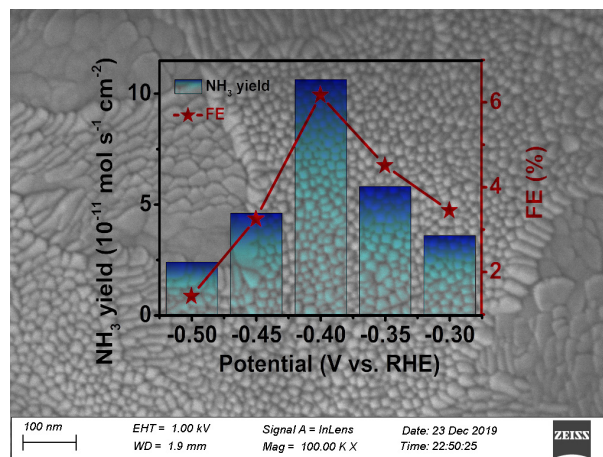 NH₃ yield
FE
10
5
0
6
4
2
NH₃ yield (10⁻¹¹ mol s⁻¹ cm⁻²)
FE (%)
-0.50 -0.45 -0.40 -0.35 -0.30
Potential (V vs. RHE)
100 nm EHT = 1.00 kV Signal A = InLens Date: 23 Dec 2019
WD = 1.9 mm Mag = 100.00 K X Time: 22:50:25
ZEISS